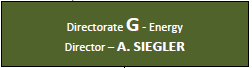 Directorate G - Energy
Director – A. SIEGLER